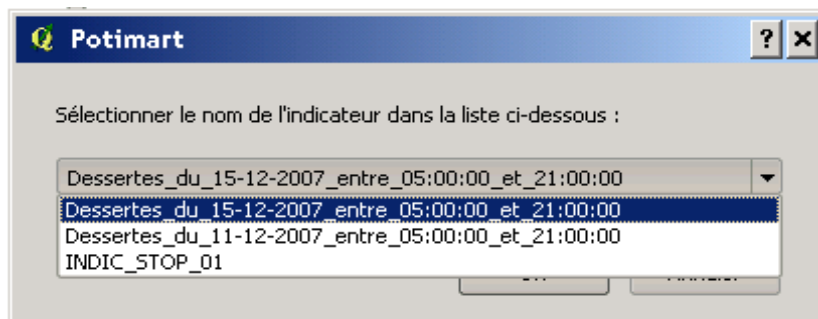 Potimart
Sélectionner le nom de l'indicateur dans la liste ci-dessous :
Dessertes_du_15-12-2007_entre_05:00:00_et_21:00:00
Dessertes_du_15-12-2007_entre_05:00:00_et_21:00:00
Dessertes_du_11-12-2007_entre_05:00:00_et_21:00:00
INDIC_STOP_01